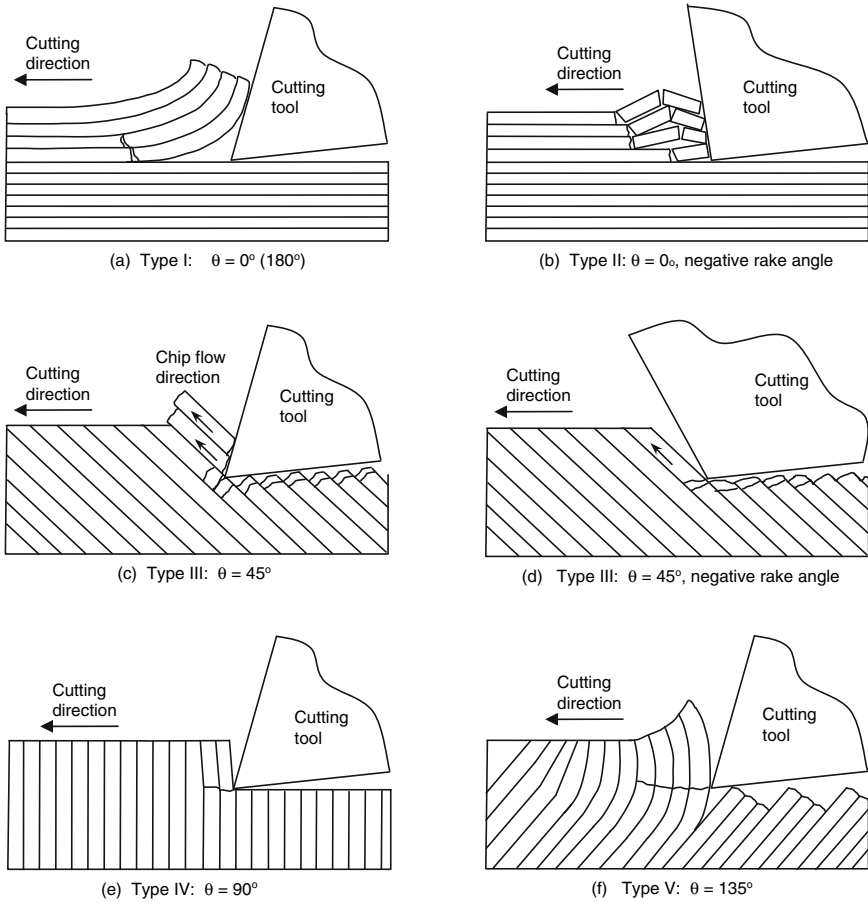 Cutting
direction
Cutting
tool
(a) Type I: θ = 0° (180°)
Cutting
direction
Cutting
tool
(b) Type II: θ = 0o, negative rake angle
Cutting
direction
Chip flow
direction
Cutting
tool
(c) Type III: θ = 45°
Cutting
direction
Cutting
tool
(d) Type III: θ = 45°, negative rake angle
Cutting
direction
Cutting
tool
(e) Type IV: θ = 90°
Cutting
direction
Cutting
tool
(f) Type V: θ = 135°